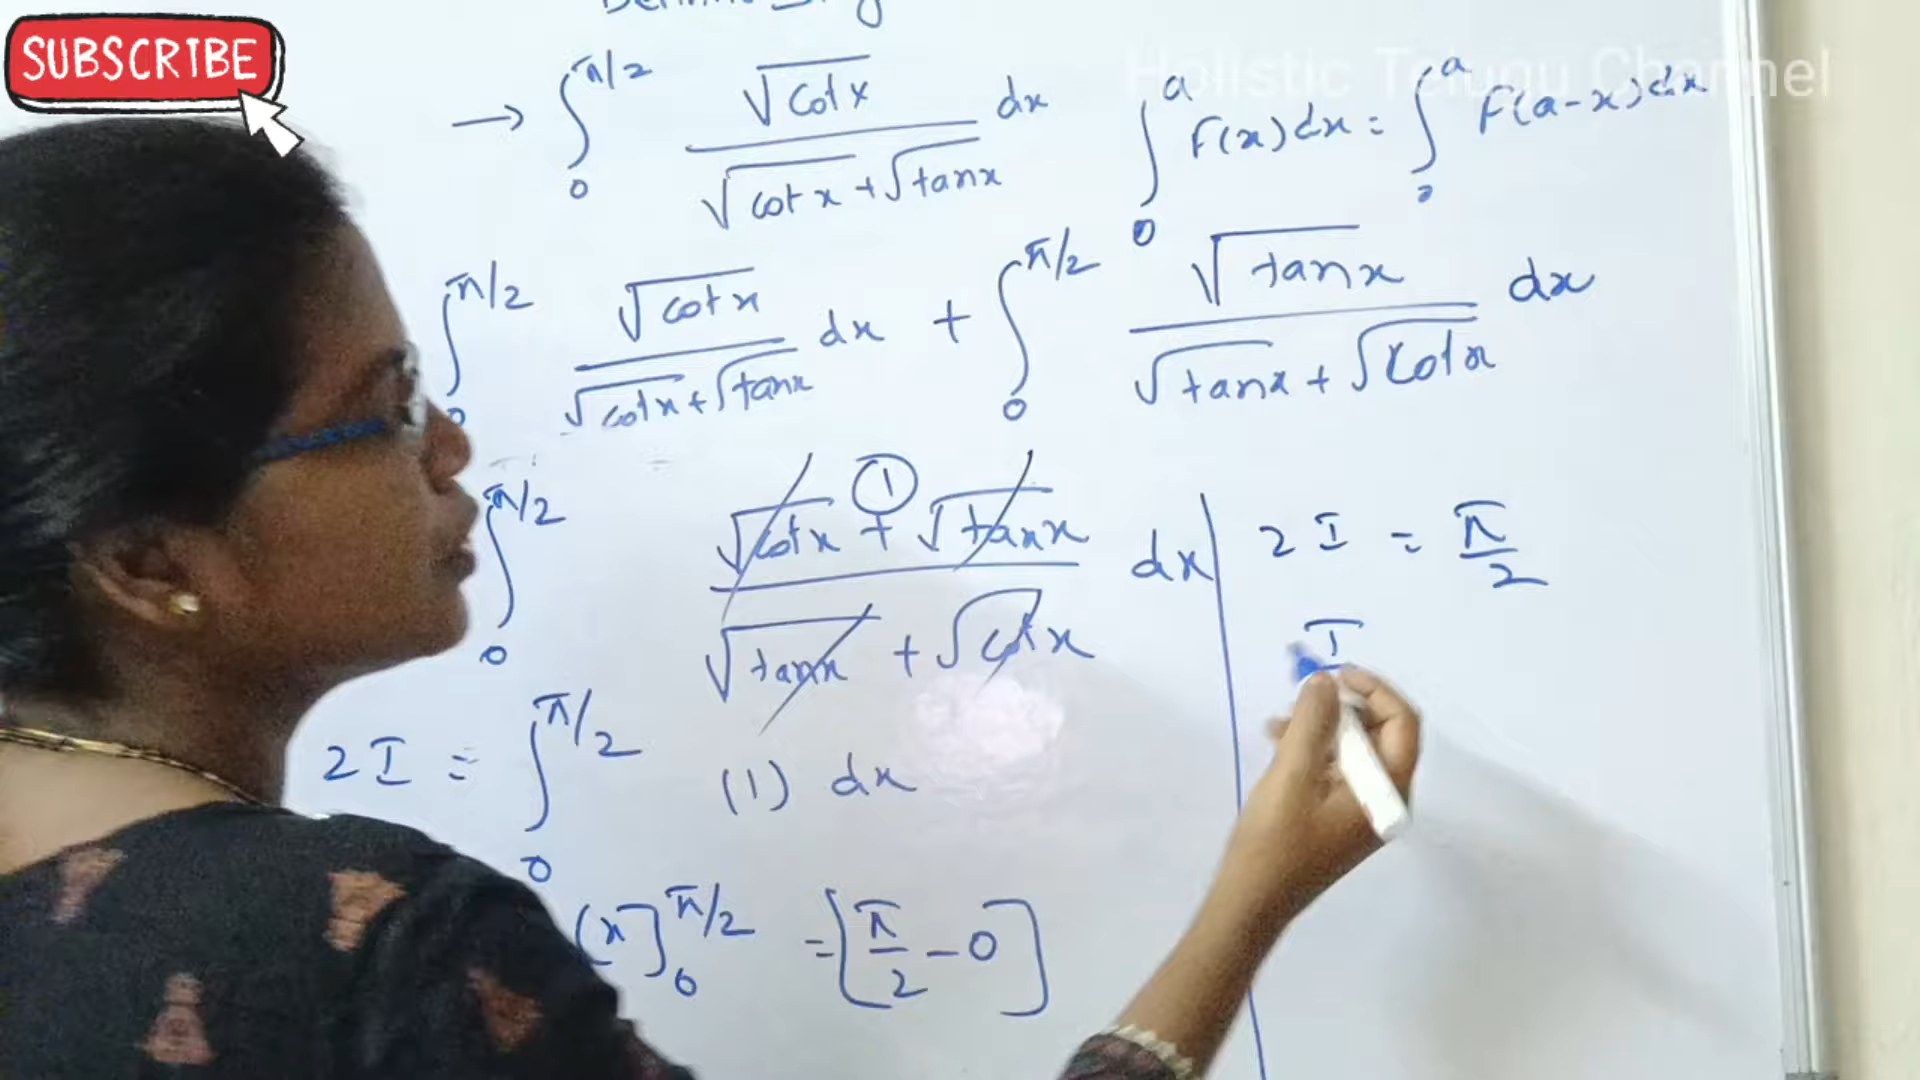 SUBSCRIBE
Holistic Telugu Channel
→ ∫₀^π/2 √cot x / (√cot x + √tan x) dx
∫₀^a F(x) dx = ∫₀^a F(a-x) dx
∫₀^π/2 √cot x / (√cot x + √tan x) dx + ∫₀^π/2 √tan x / (√tan x + √cot x) dx
∫₀^π/2 (√cot x + √tan x) / (√tan x + √cot x) dx
1
2I = ∫₀^π/2 (1) dx
(x]₀^π/2 = [π/2 - 0]
2I = π/2
I